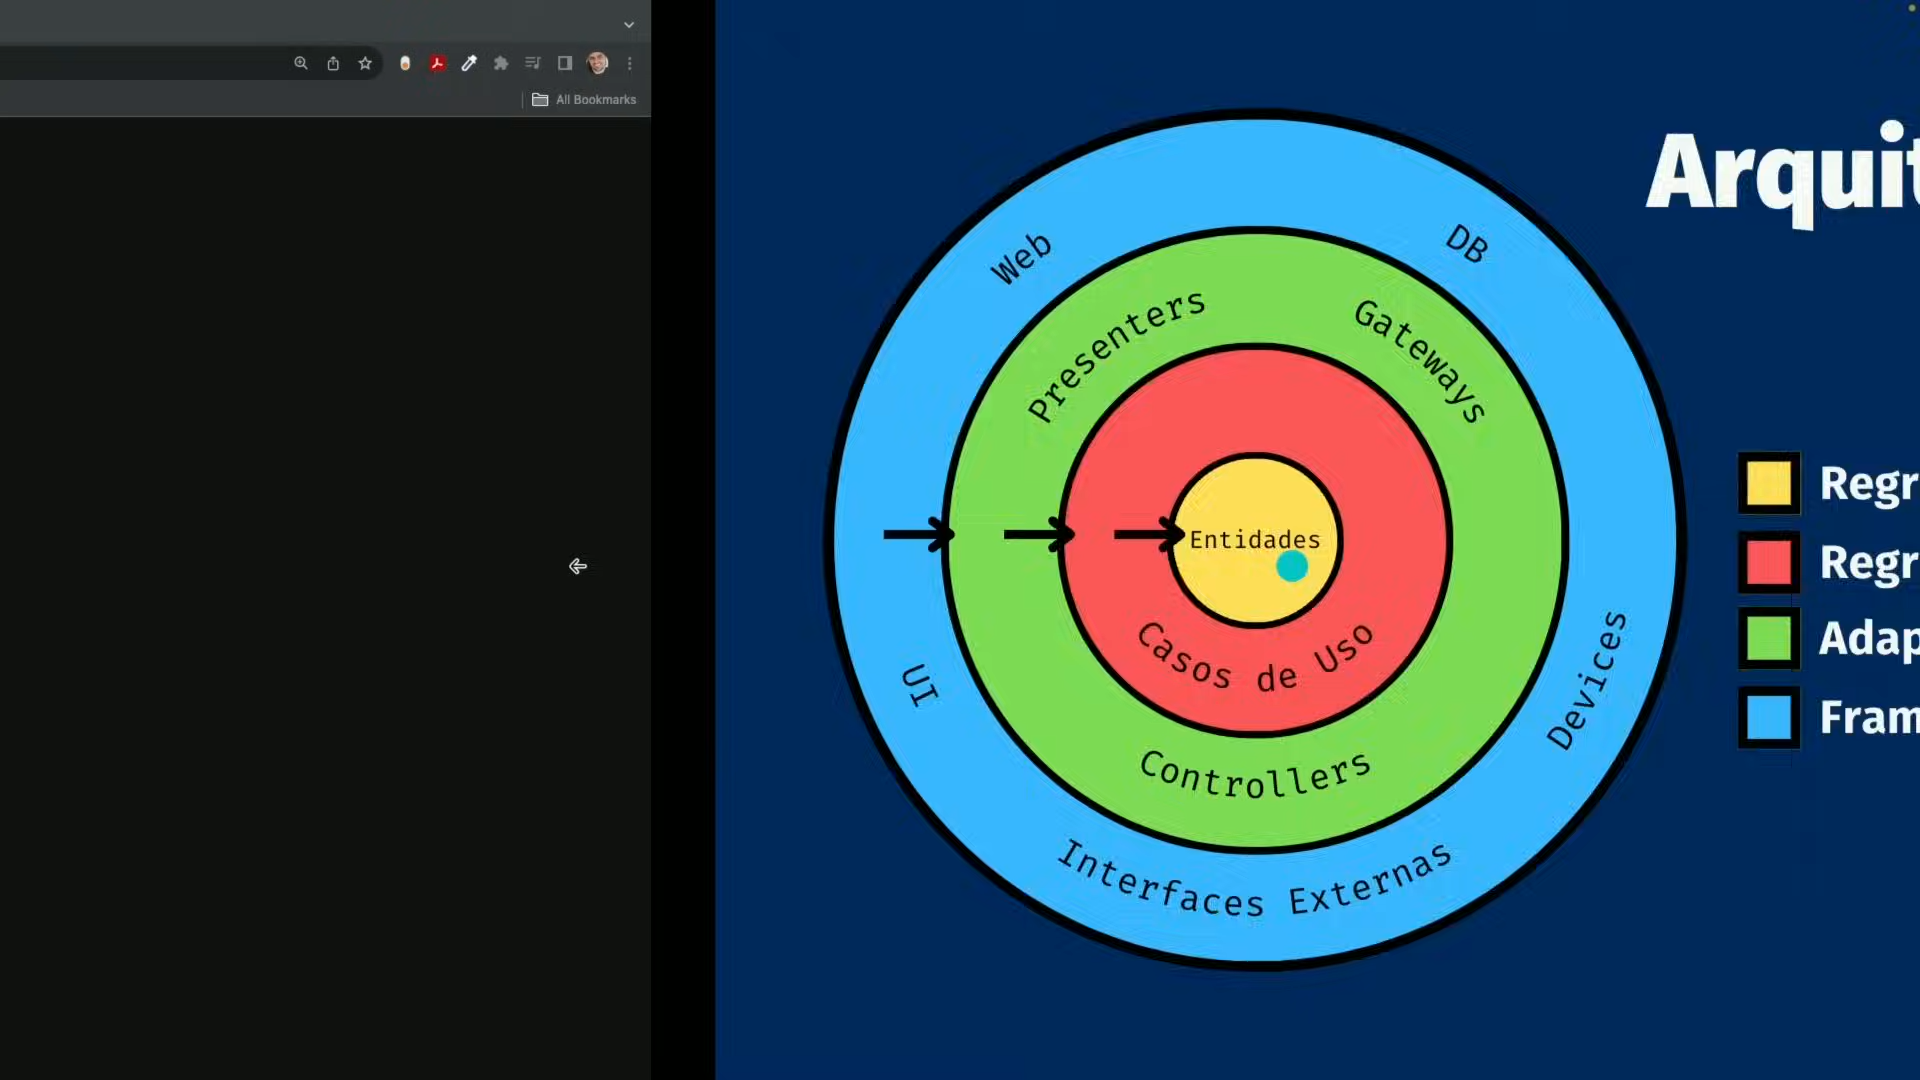 All Bookmarks
Arquit
Web
DB
Presenters
Gateways
Entidades
Casos de Uso
UI
Devices
Controllers
Interfaces Externas
Regr
Regr
Adap
Fram